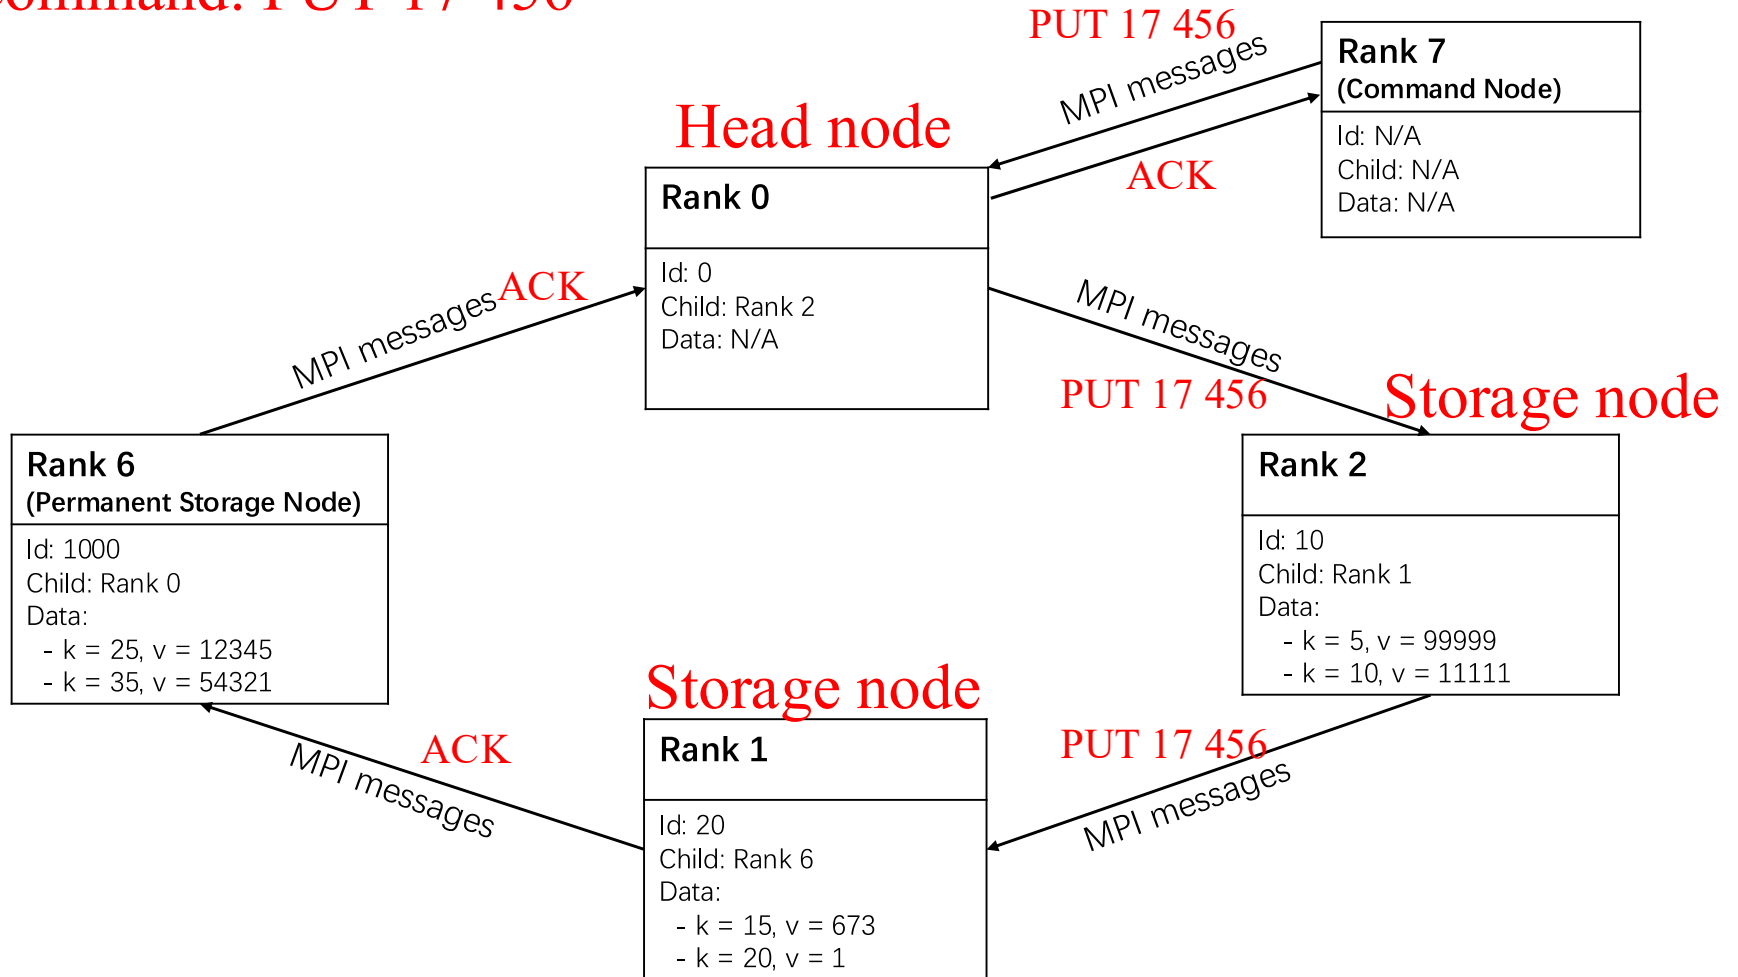 Command: PUT 17 456
PUT 17 456
MPI messages
ACK
Rank 7
(Command Node)
Id: N/A
Child: N/A
Data: N/A
Head node
Rank 0
Id: 0
Child: Rank 2
Data: N/A
MPI messages
ACK
MPI messages
PUT 17 456
Storage node
Rank 6
(Permanent Storage Node)
Id: 1000
Child: Rank 0
Data:
- k = 25, v = 12345
- k = 35, v = 54321
Rank 2
Id: 10
Child: Rank 1
Data:
- k = 5, v = 99999
- k = 10, v = 11111
Storage node
Rank 1
Id: 20
Child: Rank 6
Data:
- k = 15, v = 673
- k = 20, v = 1
ACK
MPI messages
PUT 17 456
MPI messages